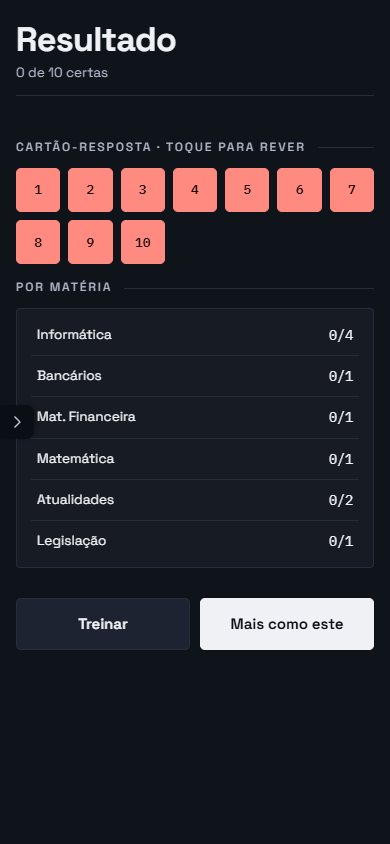 Resultado
0 de 10 certas
CARTÃO-RESPOSTA · TOQUE PARA REVER
1 2 3 4 5 6 7
8 9 10
POR MATÉRIA
Informática 0/4
Bancários 0/1
Mat. Financeira 0/1
Matemática 0/1
Atualidades 0/2
Legislação 0/1
Treinar Mais como este